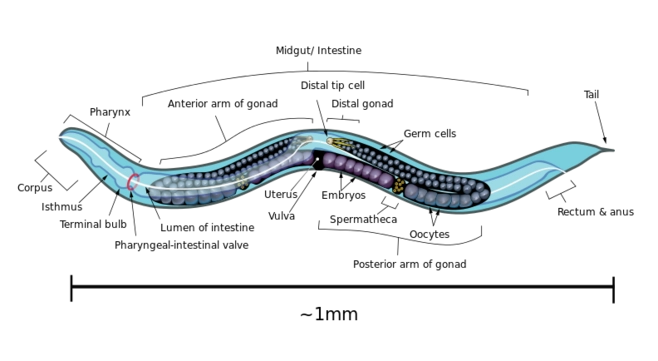 Midgut/ Intestine
Distal tip cell
Tail
Anterior arm of gonad
Distal gonad
Pharynx
Germ cells
Corpus
Uterus
Embryos
Isthmus
Vulva
Spermatheca
Rectum & anus
Terminal bulb
Lumen of intestine
Oocytes
Pharyngeal-intestinal valve
Posterior arm of gonad
~1mm